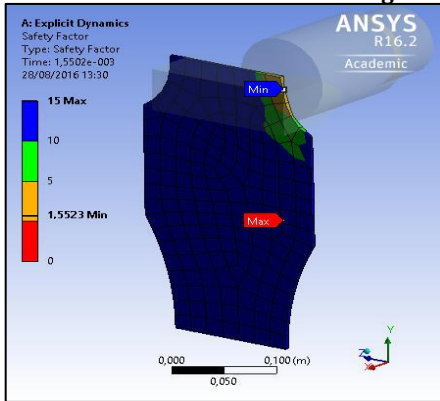 A: Explicit Dynamics
Safety Factor
Type: Safety Factor
Time: 1,5502e-003
28/08/2016 13:30
ANSYS
R16.2
Academic
15 Max
10
5
1,5523 Min
0
Min
Max
0,000
0,100 (m)
0,050
Y
Z
X